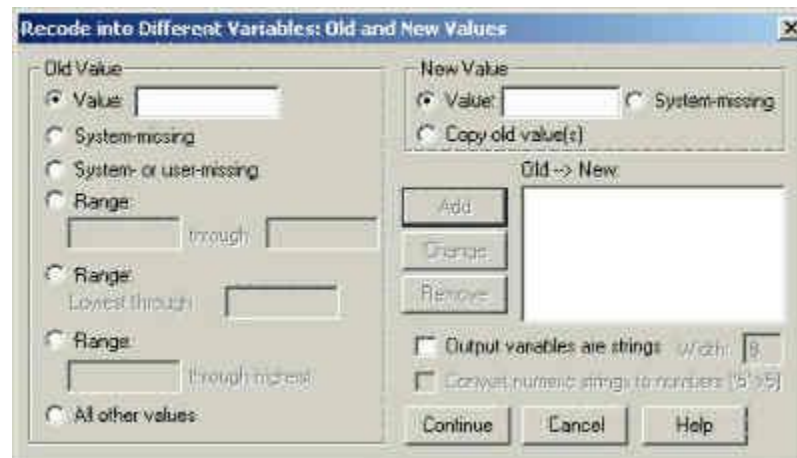 Recode into Different Variables: Old and New Values
Old Value
Value:
System-missing
System- or user-missing
Range:
through
Range:
Lowest through
Range:
through highest
All other values
New Value
Value:
System-missing
Copy old value(s)
Old --> New:
Add
Change
Remove
Output variables are strings
Width: 8
Convert numeric strings to numbers ('5'->5)
Continue
Cancel
Help